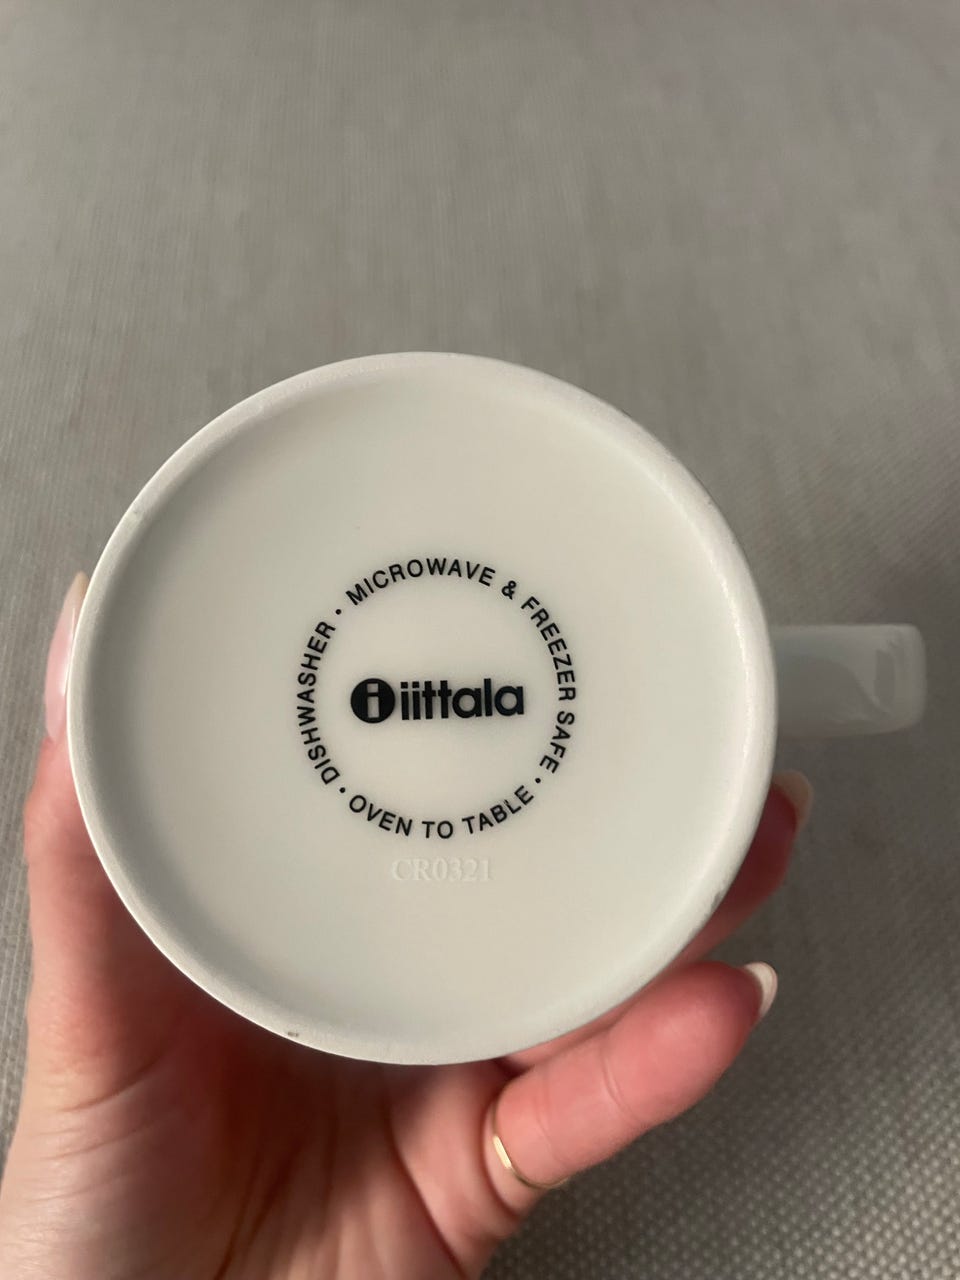 DISHWASHER · MICROWAVE & FREEZER SAFE · OVEN TO TABLE ·
i iittala
CR0321